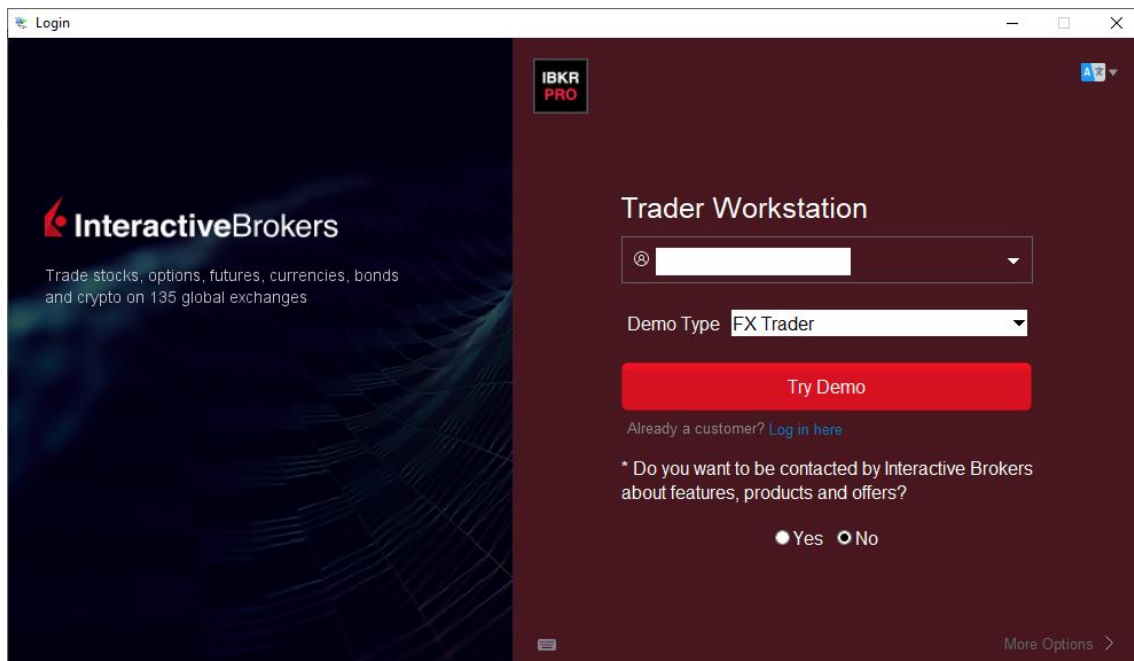 Login
IBKR
PRO
InteractiveBrokers
Trade stocks, options, futures, currencies, bonds
and crypto on 135 global exchanges
Trader Workstation
Demo Type FX Trader
Try Demo
Already a customer? Log in here
* Do you want to be contacted by Interactive Brokers
about features, products and offers?
Yes No
More Options